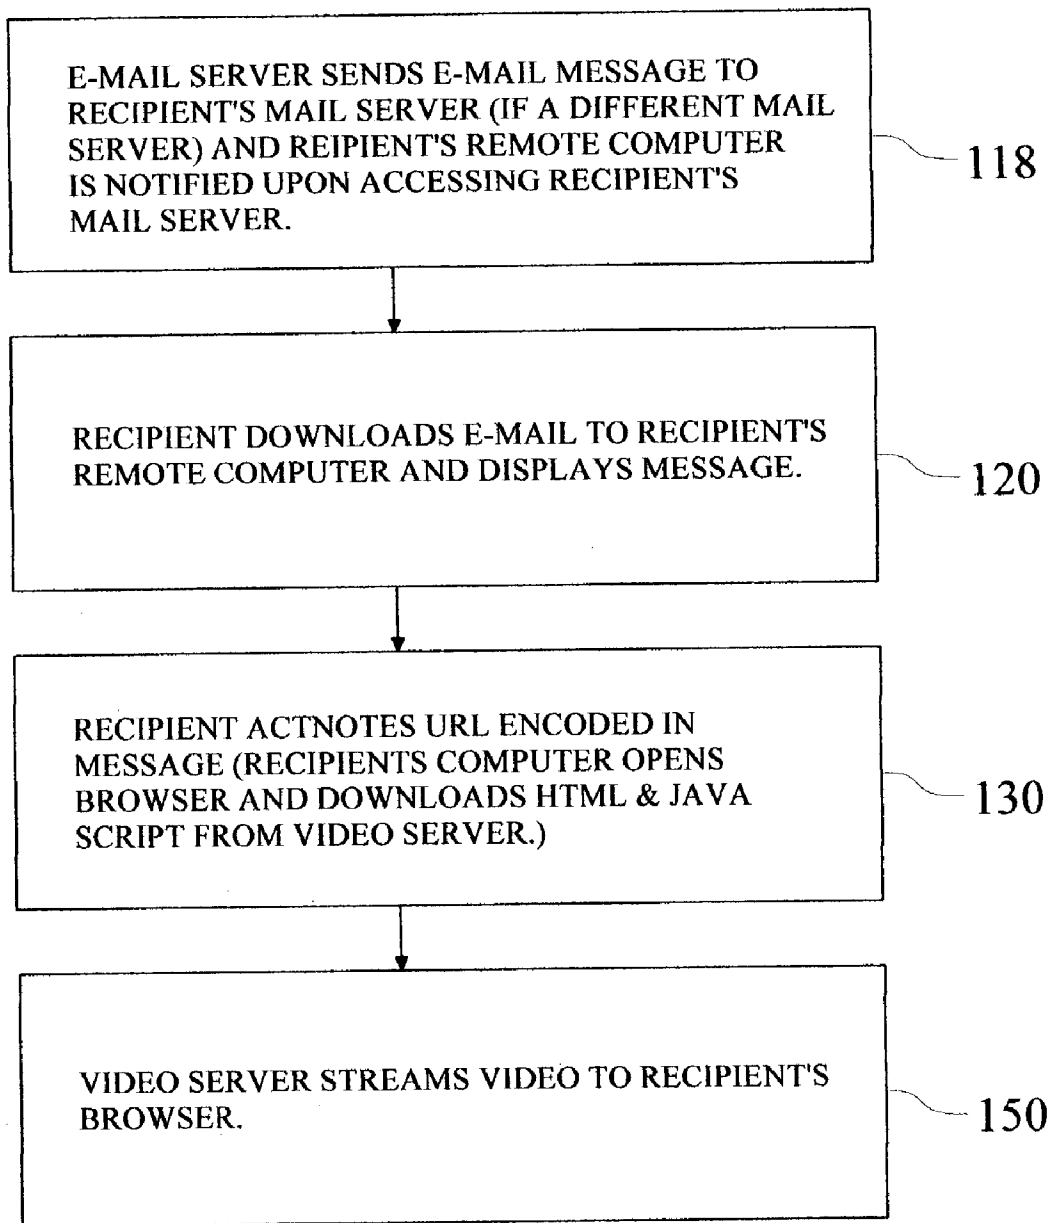 E-MAIL SERVER SENDS E-MAIL MESSAGE TO
RECIPIENT'S MAIL SERVER (IF A DIFFERENT MAIL
SERVER) AND REIPIENT'S REMOTE COMPUTER
IS NOTIFIED UPON ACCESSING RECIPIENT'S
MAIL SERVER.
118
RECIPIENT DOWNLOADS E-MAIL TO RECIPIENT'S
REMOTE COMPUTER AND DISPLAYS MESSAGE.
120
RECIPIENT ACTNOTES URL ENCODED IN
MESSAGE (RECIPIENTS COMPUTER OPENS
BROWSER AND DOWNLOADS HTML & JAVA
SCRIPT FROM VIDEO SERVER.)
130
VIDEO SERVER STREAMS VIDEO TO RECIPIENT'S
BROWSER.
150